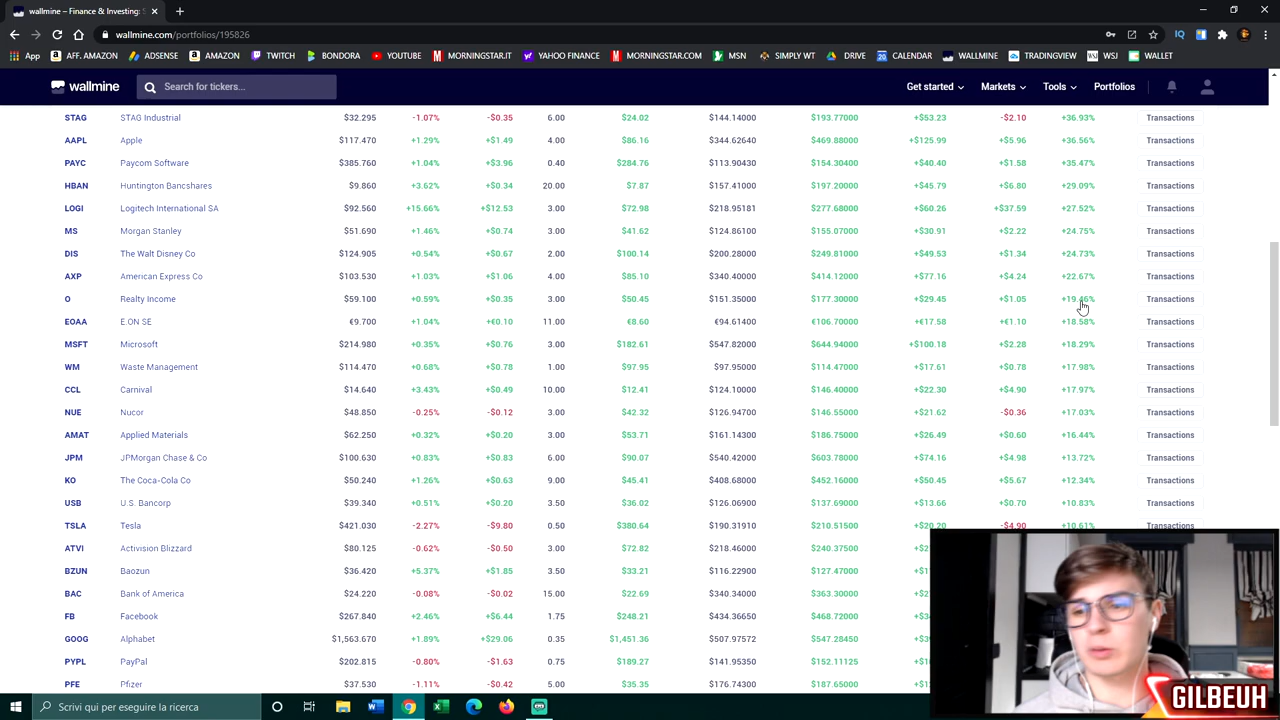 wallmine - Finance & Investing S
wallmine.com/portfolios/195826
App AFF. AMAZON ADSENSE AMAZON TWITCH BONDORA YOUTUBE MORNINGSTAR.IT YAHOO FINANCE MORNINGSTAR.COM MSN SIMPLY WT DRIVE CALENDAR WALLMINE TRADINGVIEW WSJ WALLET
wallmine Search for tickers... Get started Markets Tools Portfolios
STAG STAG Industrial $32.295 -1.07% -$0.35 6.00 $24.02 $144.14000 $193.77000 +$53.23 -$2.10 +36.93% Transactions
AAPL Apple $117.470 +1.29% +$1.49 4.00 $86.16 $344.62640 $469.88000 +$125.99 +$5.96 +36.56% Transactions
PAYC Paycom Software $385.760 +1.04% +$3.96 0.40 $284.76 $113.90430 $154.30400 +$40.40 +$1.58 +35.47% Transactions
HBAN Huntington Bancshares $9.860 +3.62% +$0.34 20.00 $7.87 $157.41000 $197.20000 +$45.79 +$6.80 +29.09% Transactions
LOGI Logitech International SA $92.560 +15.66% +$12.53 3.00 $72.98 $218.95181 $277.68000 +$60.26 +$37.59 +27.52% Transactions
MS Morgan Stanley $51.690 +1.46% +$0.74 3.00 $41.62 $124.86100 $155.07000 +$30.91 +$2.22 +24.75% Transactions
DIS The Walt Disney Co $124.905 +0.54% +$0.67 2.00 $100.14 $200.28000 $249.81000 +$49.53 +$1.34 +24.73% Transactions
AXP American Express Co $103.530 +1.03% +$1.06 4.00 $85.10 $340.40000 $414.12000 +$77.16 +$4.24 +22.67% Transactions
O Realty Income $59.100 +0.59% +$0.35 3.00 $50.45 $151.35000 $177.30000 +$29.45 +$1.05 +19.46% Transactions
EOAA E.ON SE €9.700 +1.04% +€0.10 11.00 €8.60 €94.61400 €106.70000 +€17.58 +€1.10 +18.58% Transactions
MSFT Microsoft $214.980 +0.35% +$0.76 3.00 $182.61 $547.82000 $644.94000 +$100.18 +$2.28 +18.29% Transactions
WM Waste Management $114.470 +0.68% +$0.78 1.00 $97.95 $97.95000 $114.47000 +$17.61 +$0.78 +17.98% Transactions
CCL Carnival $14.640 +3.43% +$0.49 10.00 $12.41 $124.10000 $146.40000 +$22.30 +$4.90 +17.97% Transactions
NUE Nucor $48.850 -0.25% -$0.12 3.00 $42.32 $126.94700 $146.55000 +$21.62 -$0.36 +17.03% Transactions
AMAT Applied Materials $62.250 +0.32% +$0.20 3.00 $53.71 $161.14300 $186.75000 +$26.49 +$0.60 +16.44% Transactions
JPM JPMorgan Chase & Co $100.630 +0.83% +$0.83 6.00 $90.07 $540.42000 $603.78000 +$74.16 +$4.98 +13.72% Transactions
KO The Coca-Cola Co $50.240 +1.26% +$0.63 9.00 $45.41 $408.68000 $452.16000 +$50.45 +$5.67 +12.34% Transactions
USB U.S. Bancorp $39.340 +0.51% +$0.20 3.50 $36.02 $126.06900 $137.69000 +$13.66 +$0.70 +10.83% Transactions
TSLA Tesla $421.030 -2.27% -$9.80 0.50 $380.64 $190.31910 $210.51500 +$20.20 -$4.90 +10.61% Transactions
ATVI Activision Blizzard $80.125 -0.62% -$0.50 3.00 $72.82 $218.46000 $240.37500
BZUN Baozun $36.420 +5.37% +$1.85 3.50 $33.21 $116.22900 $127.47000
BAC Bank of America $24.220 -0.08% -$0.02 15.00 $22.69 $340.34000 $363.30000
FB Facebook $267.840 +2.46% +$6.44 1.75 $248.21 $434.36650 $468.72000
GOOG Alphabet $1,563.670 +1.89% +$29.06 0.35 $1,451.36 $507.97572 $547.28450
PYPL PayPal $202.815 -0.80% -$1.63 0.75 $189.27 $141.95350 $152.11125
PFE Pfizer $37.530 -1.11% -$0.42 5.00 $35.35 $176.74300 $187.65000
GILBEUH
Scrivi qui per eseguire la ricerca